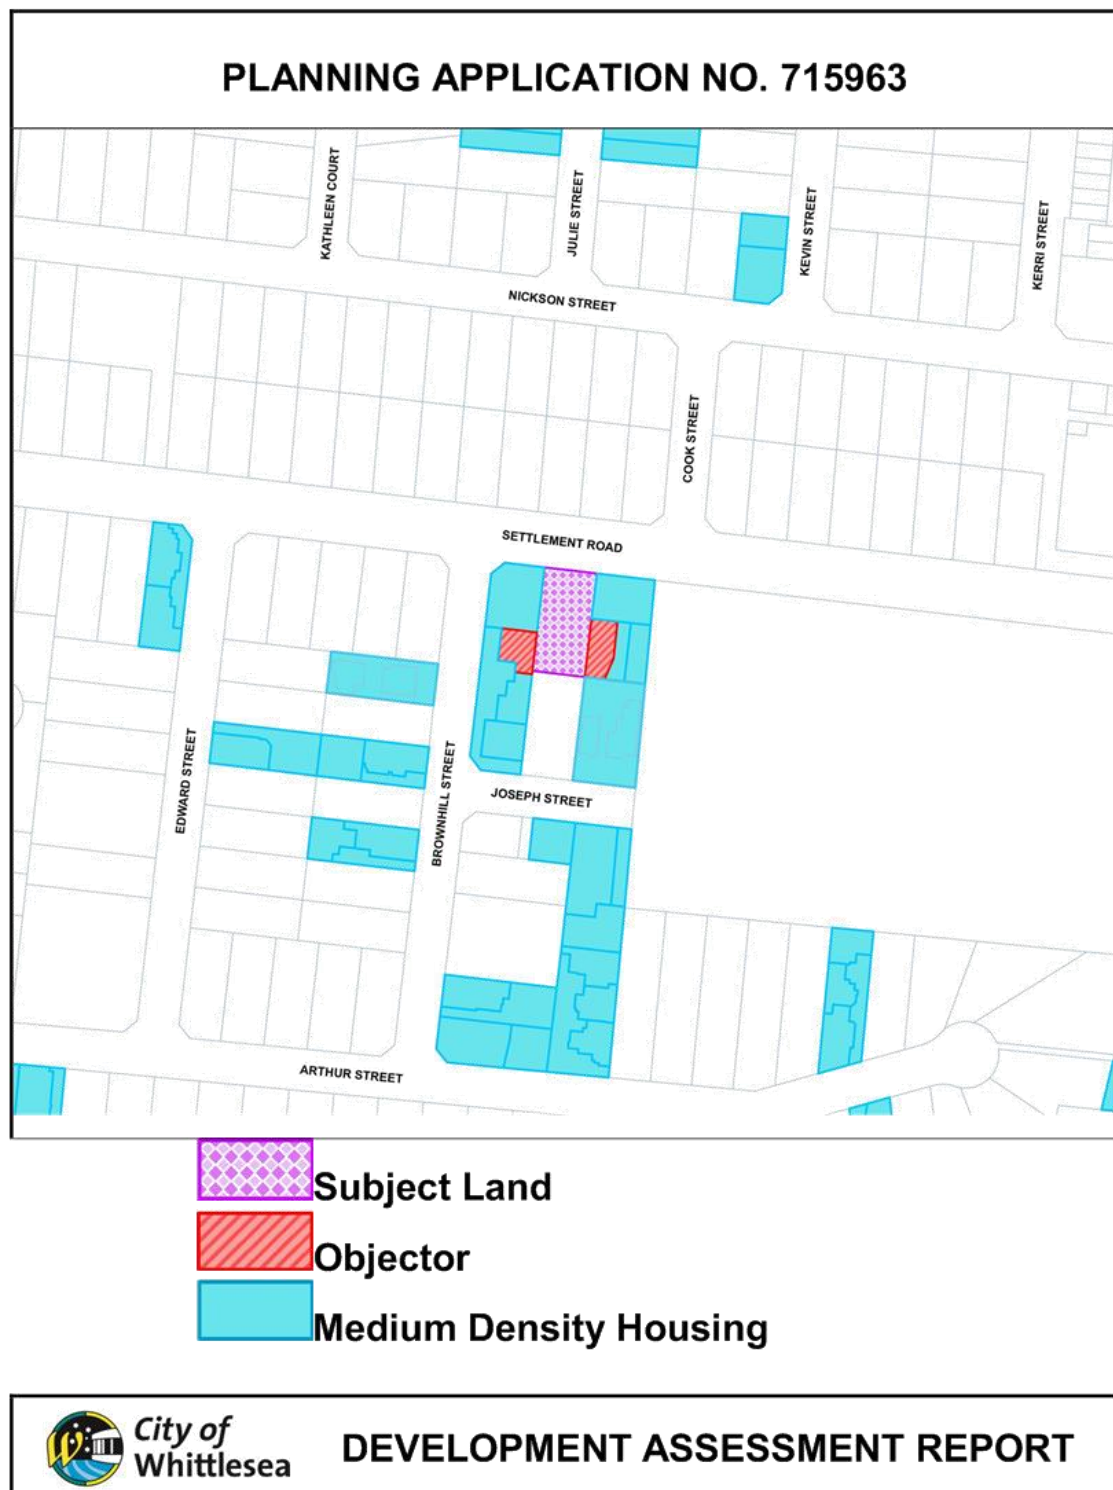 PLANNING APPLICATION NO. 715963
KATHLEEN COURT
JULIE STREET
KEVIN STREET
KERRI STREET
NICKSON STREET
COOK STREET
SETTLEMENT ROAD
EDWARD STREET
BROWNHILL STREET
JOSEPH STREET
ARTHUR STREET
Subject Land
Objector
Medium Density Housing
City of
Whittlesea
DEVELOPMENT ASSESSMENT REPORT